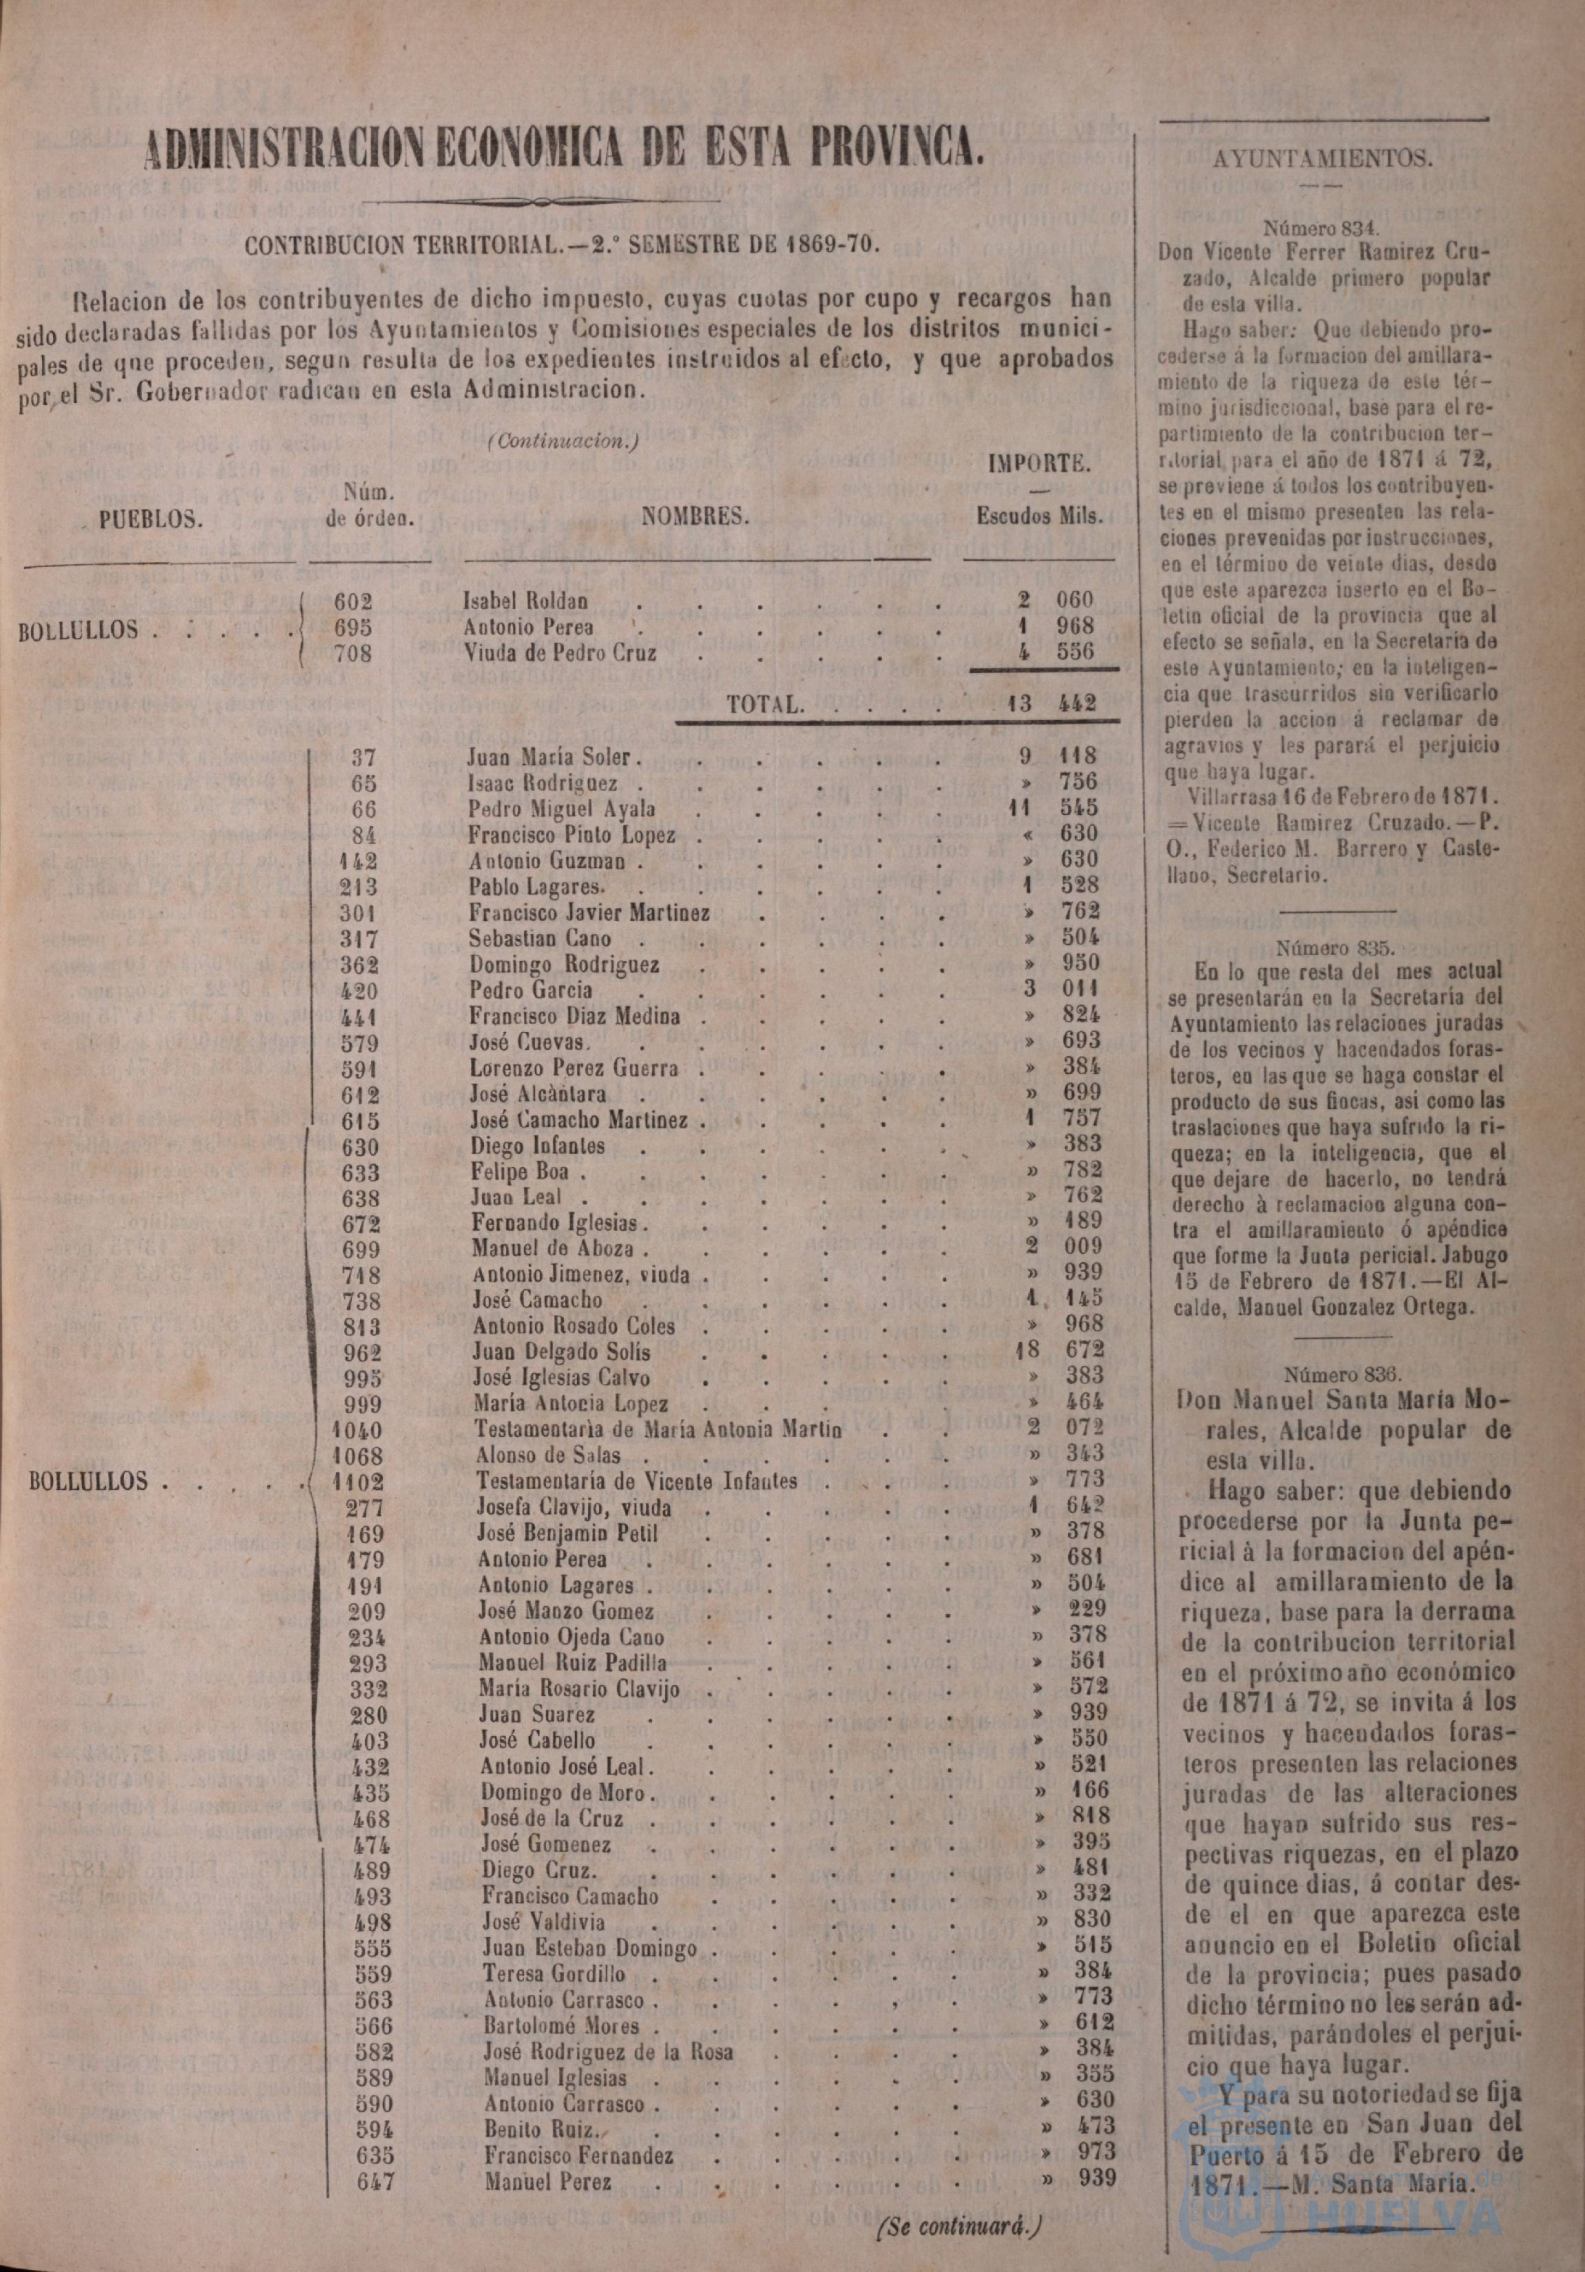 ADMINISTRACION ECONOMICA DE ESTA PROVINCA.
CONTRIBUCION TERRITORIAL.—2.º SEMESTRE DE 1869-70.
Relacion de los contribuyentes de dicho impuesto, cuyas cuotas por cupo y recargos han
sido declaradas fallidas por los Ayuntamientos y Comisiones especiales de los distritos munici-
pales de que proceden, segun resulta de los expedientes instruidos al efecto, y que aprobados
por el Sr. Gobernador radican en esta Administracion.
(Continuacion.)
IMPORTE.
PUEBLOS. Núm. de órden. NOMBRES. Escudos Mils.
602 Isabel Roldan . . . . . . 2 060
BOLLULLOS . . . . . 695 Antonio Perea . . . . . . 1 968
708 Viuda de Pedro Cruz . . . . . 4 556
TOTAL. . . . . 13 442
37 Juan María Soler . . . . . . 9 118
65 Isaac Rodriguez . . . . . . » 756
66 Pedro Miguel Ayala . . . . . 11 545
84 Francisco Pinto Lopez . . . . . « 630
142 Antonio Guzman . . . . . . » 630
213 Pablo Lagares. . . . . . . 1 528
301 Francisco Javier Martinez . . . . » 762
317 Sebastian Cano . . . . . . » 504
362 Domingo Rodriguez . . . . . » 950
420 Pedro Garcia . . . . . . 3 011
441 Francisco Diaz Medina . . . . . » 824
579 José Cuevas. . . . . . . » 693
591 Lorenzo Perez Guerra . . . . . » 384
612 José Alcàntara . . . . . . » 699
615 José Camacho Martinez . . . . . 1 757
630 Diego Infantes . . . . . . » 383
633 Felipe Boa . . . . . . . » 782
638 Juan Leal . . . . . . . » 762
672 Fernando Iglesias . . . . . . » 189
699 Manuel de Aboza . . . . . . 2 009
718 Antonio Jimenez, viuda . . . . . » 939
738 José Camacho . . . . . . 1 145
813 Antonio Rosado Coles . . . . . » 968
962 Juan Delgado Solis . . . . . 18 672
995 José Iglesias Calvo . . . . . » 383
999 María Antonia Lopez . . . . . » 464
1040 Testamentarìa de María Antonia Martin . . 2 072
1068 Alonso de Salas . . . . . . » 343
BOLLULLOS . . . . . 1102 Testamentaría de Vicente Infantes . . . » 773
277 Josefa Clavijo, viuda . . . . . 1 642
169 José Benjamin Petil . . . . . » 378
179 Antonio Perea . . . . . . » 681
191 Antonio Lagares . . . . . . » 504
209 José Manzo Gomez . . . . . » 229
234 Antonio Ojeda Cano . . . . . » 378
293 Manuel Ruiz Padilla . . . . . » 561
332 María Rosario Clavijo . . . . . » 572
280 Juan Suarez . . . . . . » 939
403 José Cabello . . . . . . » 550
432 Antonio José Leal . . . . . . » 521
435 Domingo de Moro . . . . . . » 166
468 José de la Cruz . . . . . . » 818
474 José Gomenez . . . . . . » 395
489 Diego Cruz. . . . . . . » 481
493 Francisco Camacho . . . . . » 332
498 José Valdivia . . . . . . » 830
555 Juan Esteban Domingo . . . . . » 515
559 Teresa Gordillo . . . . . . » 384
563 Antonio Carrasco . . . . . . » 773
566 Bartolomé Mores . . . . . . » 612
582 José Rodriguez de la Rosa . . . . » 384
589 Manuel Iglesias . . . . . . » 355
590 Antonio Carrasco . . . . . . » 630
594 Benito Ruiz. . . . . . . » 473
635 Francisco Fernandez . . . . . » 973
647 Manuel Perez . . . . . . » 939
(Se continuará.)
AYUNTAMIENTOS.
Número 834.
Don Vicente Ferrer Ramirez Cru-
zado, Alcalde primero popular
de esta villa.
Hago saber: Que debiendo pro-
cederse á la formacion del amillara-
miento de la riqueza de este tér-
mino jurisdiccional, base para el re-
partimiento de la contribucion ter-
ritorial para el año de 1871 á 72,
se previene á todos los contribuyen-
tes en el mismo presenten las rela-
ciones prevenidas por instrucciones,
en el término de veinte dias, desde
que este aparezca inserto en el Bo-
letin oficial de la provincia que al
efecto se señala, en la Secretaría de
este Ayuntamiento; en la inteligen-
cia que trascurridos sin verificarlo
pierden la accion á reclamar de
agravios y les parará el perjuicio
que haya lugar.
Villarrasa 16 de Febrero de 1871.
=Vicente Ramirez Cruzado.—P.
O., Federico M. Barrero y Caste-
llano, Secretario.
Número 835.
En lo que resta del mes actual
se presentarán en la Secretaría del
Ayuntamiento las relaciones juradas
de los vecinos y hacendados foras-
teros, en las que se haga constar el
producto de sus fincas, asi como las
traslaciones que haya sufrido la ri-
queza; en la inteligencia, que el
que dejare de hacerlo, no tendrá
derecho à reclamacion alguna con-
tra el amillaramiento ó apéndice
que forme la Junta pericial. Jabugo
15 de Febrero de 1871.—El Al-
calde, Manuel Gonzalez Ortega.
Número 836.
Don Manuel Santa María Mo-
rales, Alcalde popular de
esta villa.
Hago saber: que debiendo
procederse por la Junta pe-
ricial à la formacion del apén-
dice al amillaramiento de la
riqueza, base para la derrama
de la contribucion territorial
en el próximo año económico
de 1871 á 72, se invita á los
vecinos y hacendados foras-
teros presenten las relaciones
juradas de las alteraciones
que hayan sufrido sus res-
pectivas riquezas, en el plazo
de quince dias, á contar des-
de el en que aparezca este
anuncio en el Boletin oficial
de la provincia; pues pasado
dicho término no les serán ad-
mitidas, parándoles el perjui-
cio que haya lugar.
Y para su notoriedad se fija
el presente en San Juan del
Puerto á 15 de Febrero de
1871.—M. Santa María.
HUELVA